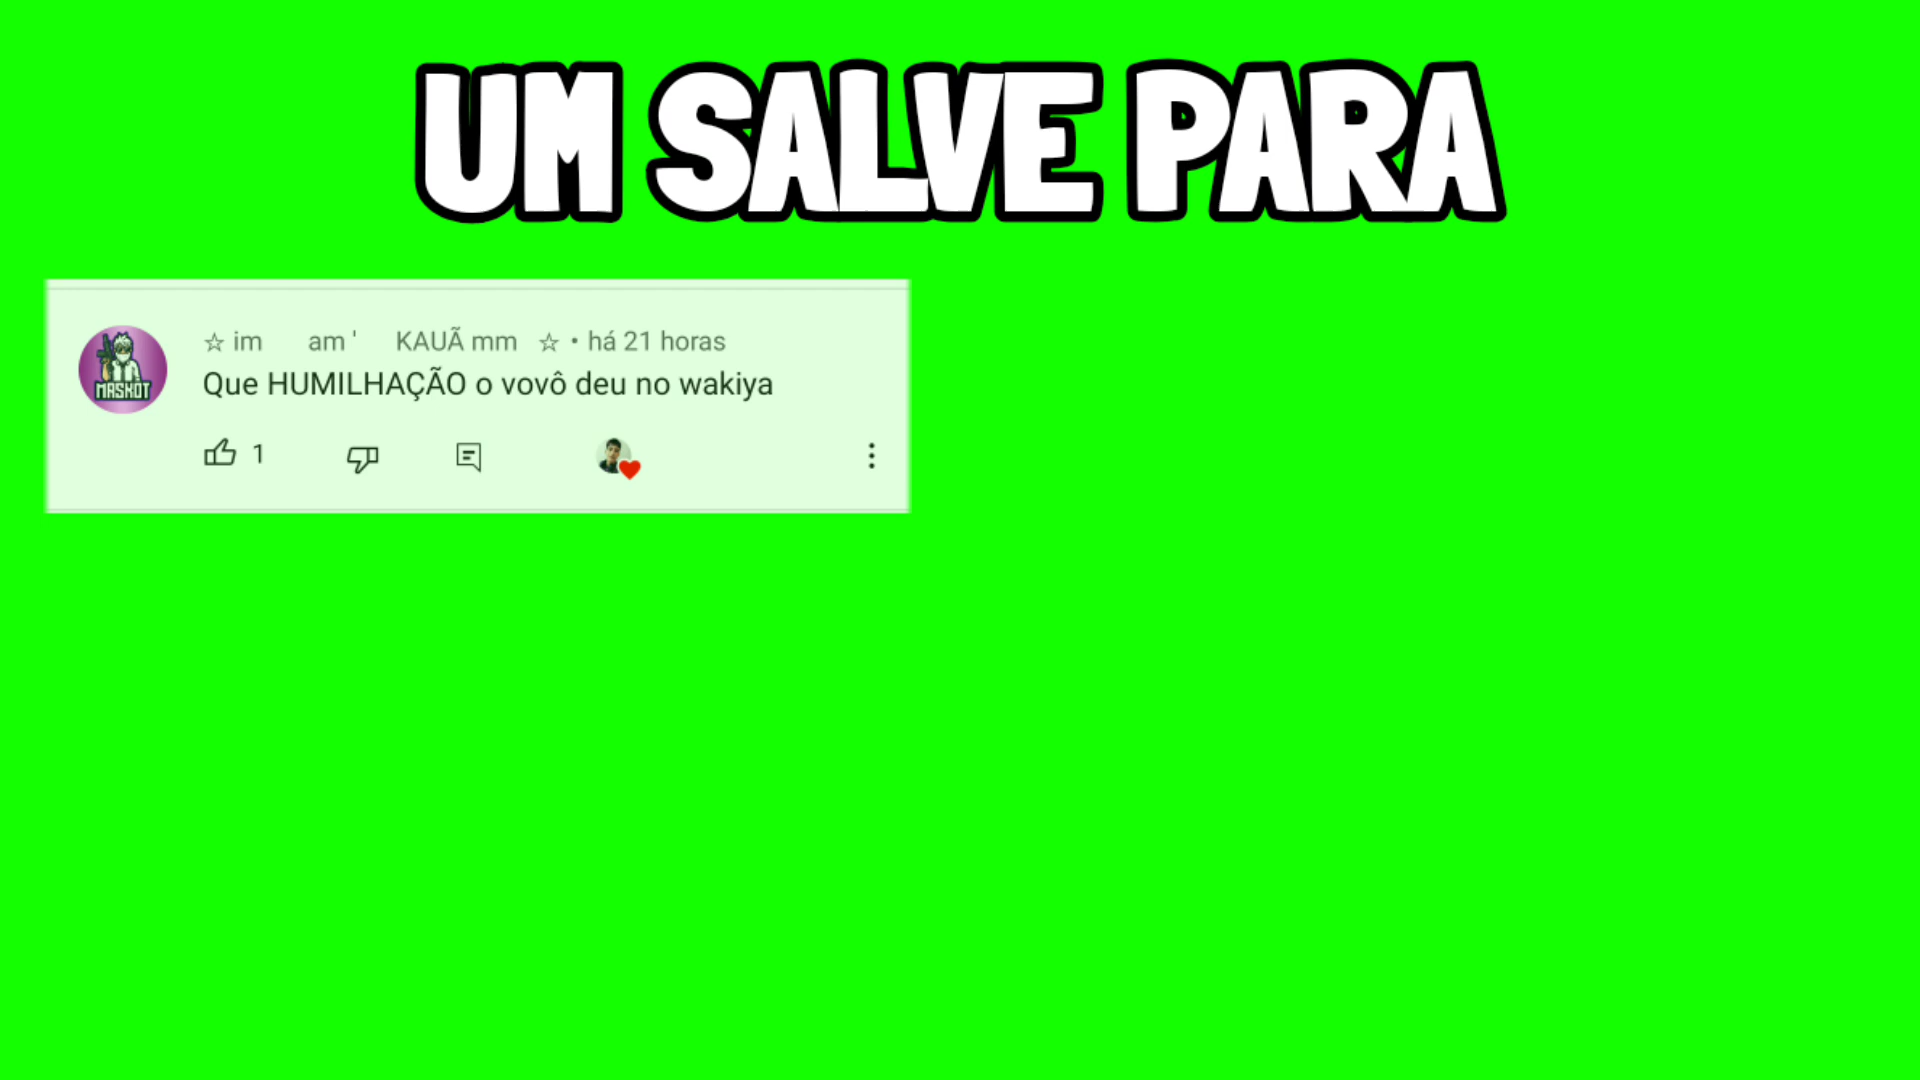 UM SALVE PARA
☆ im am ' KAUÃ mm ☆ • há 21 horas
MASKOT
Que HUMILHAÇÃO o vovô deu no wakiya
1